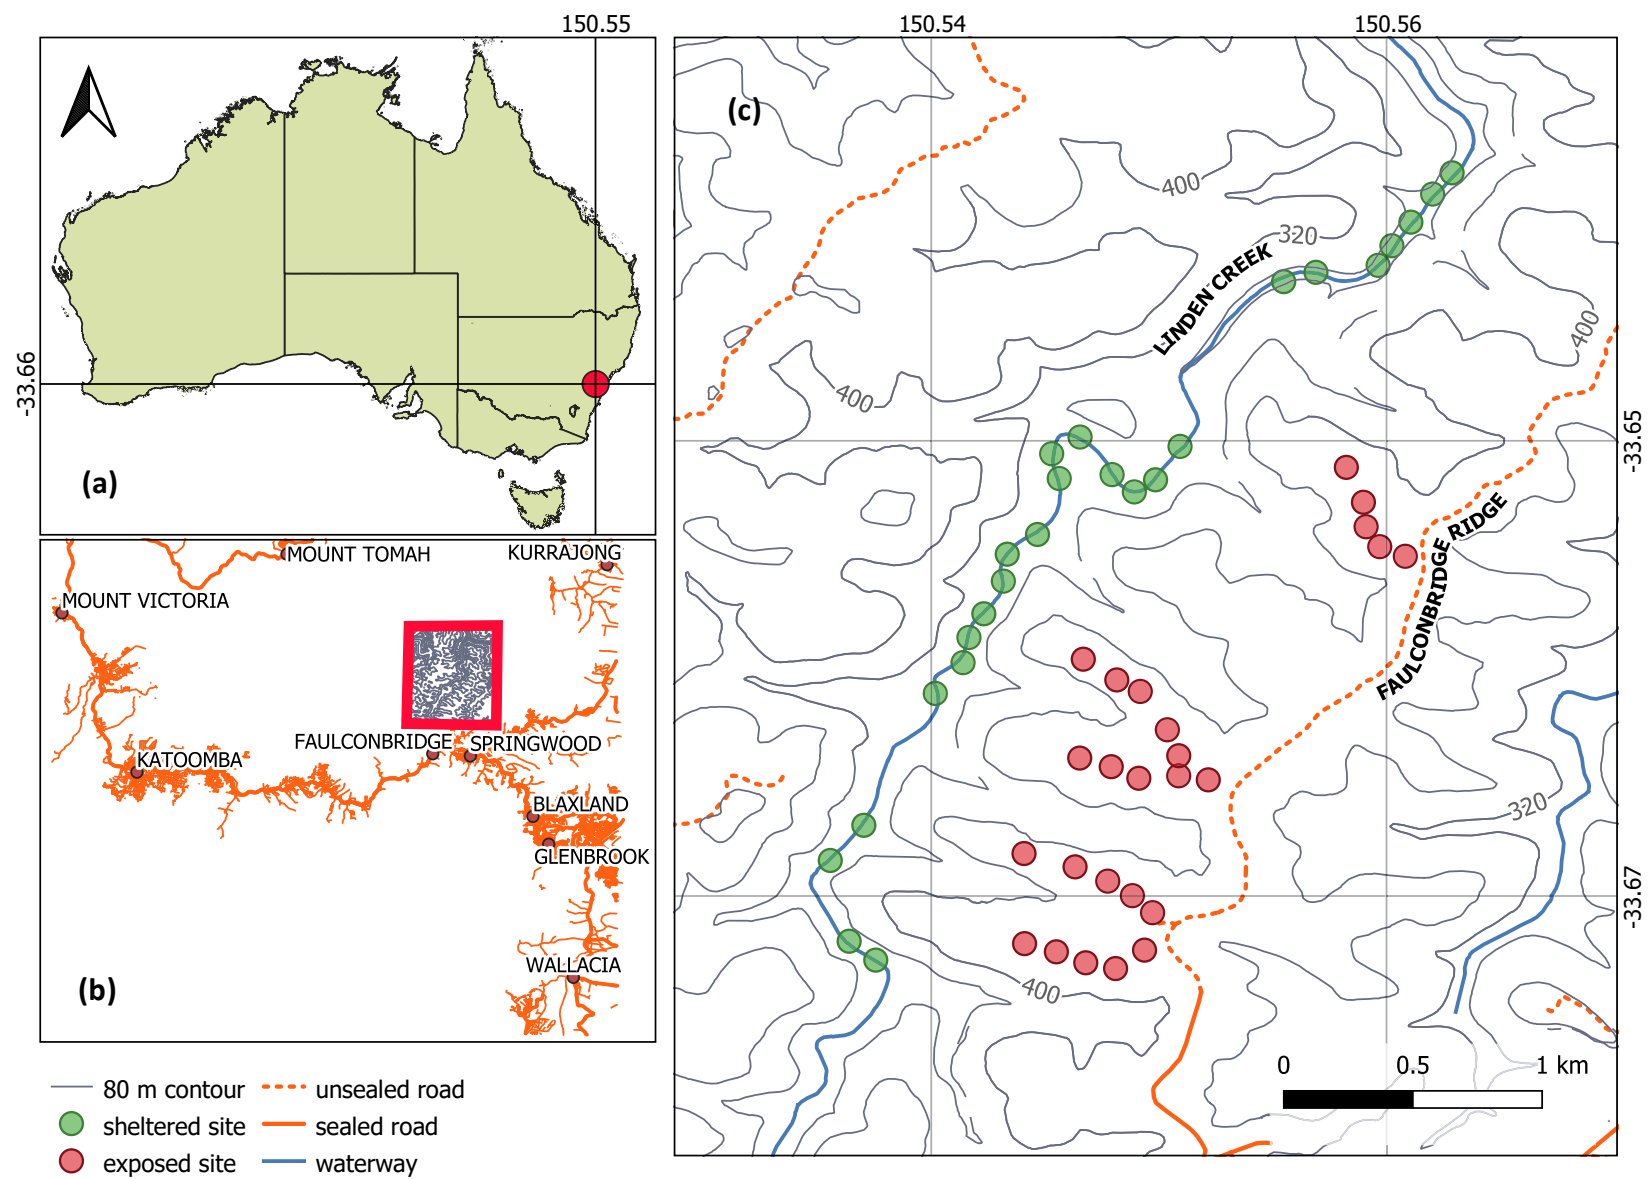 150.55
150.54
150.56
(a)
-33.66
(c)
400
320
LINDEN CREEK
400
400
-33.65
FAULCONBRIDGE RIDGE
320
-33.67
400
0 0.5 1 km
MOUNT TOMAH
KURRAJONG
MOUNT VICTORIA
FAULCONBRIDGE
SPRINGWOOD
KATOOMBA
BLAXLAND
GLENBROOK
WALLACIA
(b)
80 m contour
unsealed road
sheltered site
sealed road
exposed site
waterway